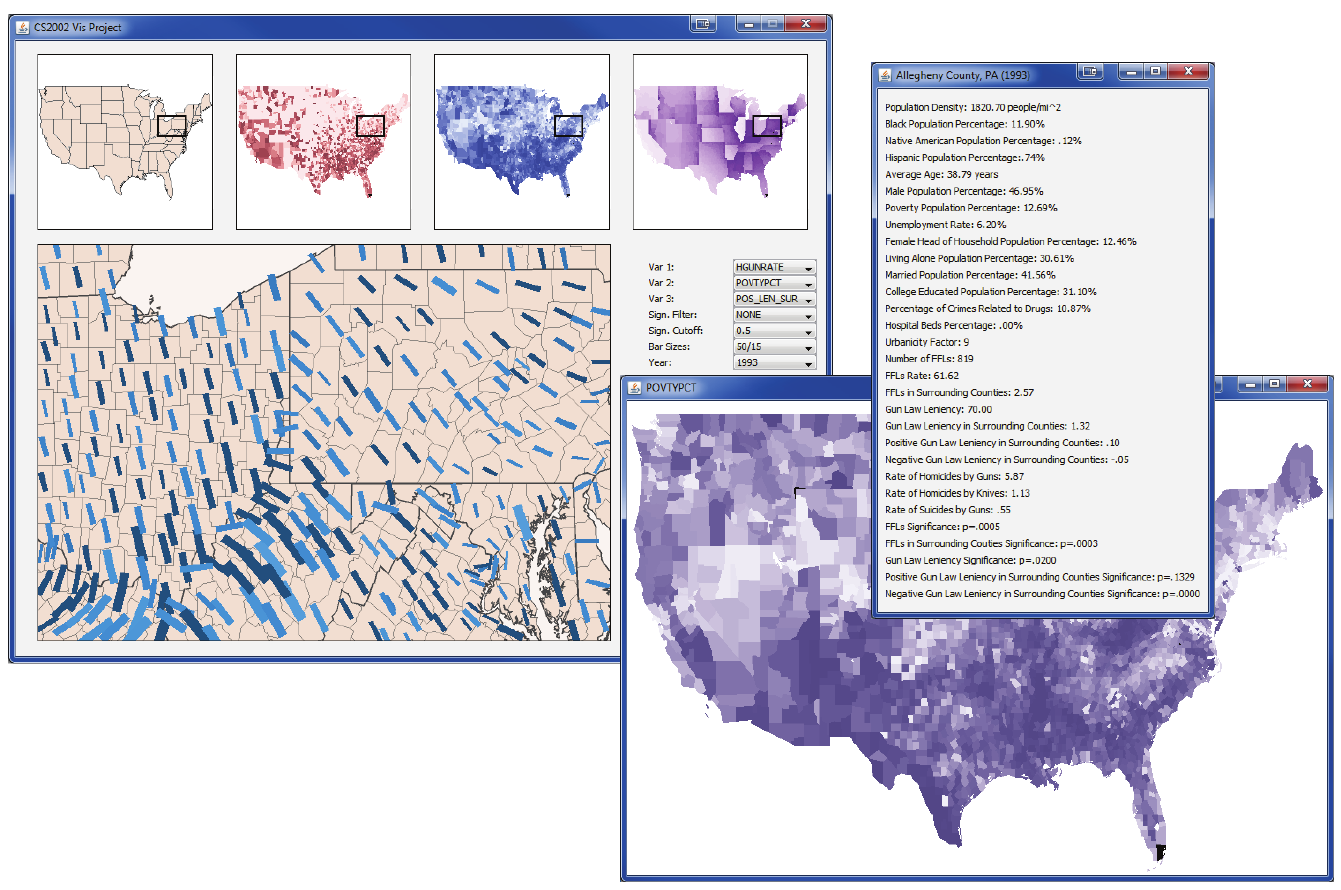 CS2002 Vis Project
Var 1: HGUNRATE
Var 2: POVTYPCT
Var 3: POS_LEN_SUR
Sign. Filter: NONE
Sign. Cutoff: 0.5
Bar Sizes: 50/15
Year: 1993
Allegheny County, PA (1993)
Population Density: 1820.70 people/mi^2
Black Population Percentage: 11.90%
Native American Population Percentage: .12%
Hispanic Population Percentage:.74%
Average Age: 38.79 years
Male Population Percentage: 46.95%
Poverty Population Percentage: 12.69%
Unemployment Rate: 6.20%
Female Head of Household Population Percentage: 12.46%
Living Alone Population Percentage: 30.61%
Married Population Percentage: 41.56%
College Educated Population Percentage: 31.10%
Percentage of Crimes Related to Drugs: 10.87%
Hospital Beds Percentage: .00%
Urbanicity Factor: 9
Number of FFLs: 819
FFLs Rate: 61.62
FFLs in Surrounding Counties: 2.57
Gun Law Leniency: 70.00
Gun Law Leniency in Surrounding Counties: 1.32
Positive Gun Law Leniency in Surrounding Counties: .10
Negative Gun Law Leniency in Surrounding Counties: -.05
Rate of Homicides by Guns: 5.87
Rate of Homicides by Knives: 1.13
Rate of Suicides by Guns: .55
FFLs Significance: p=.0005
FFLs in Surrounding Couties Significance: p=.0003
Gun Law Leniency Significance: p=.0200
Positive Gun Law Leniency in Surrounding Counties Significance: p=.1329
Negative Gun Law Leniency in Surrounding Counties Significance: p=.0000
POVTYPCT